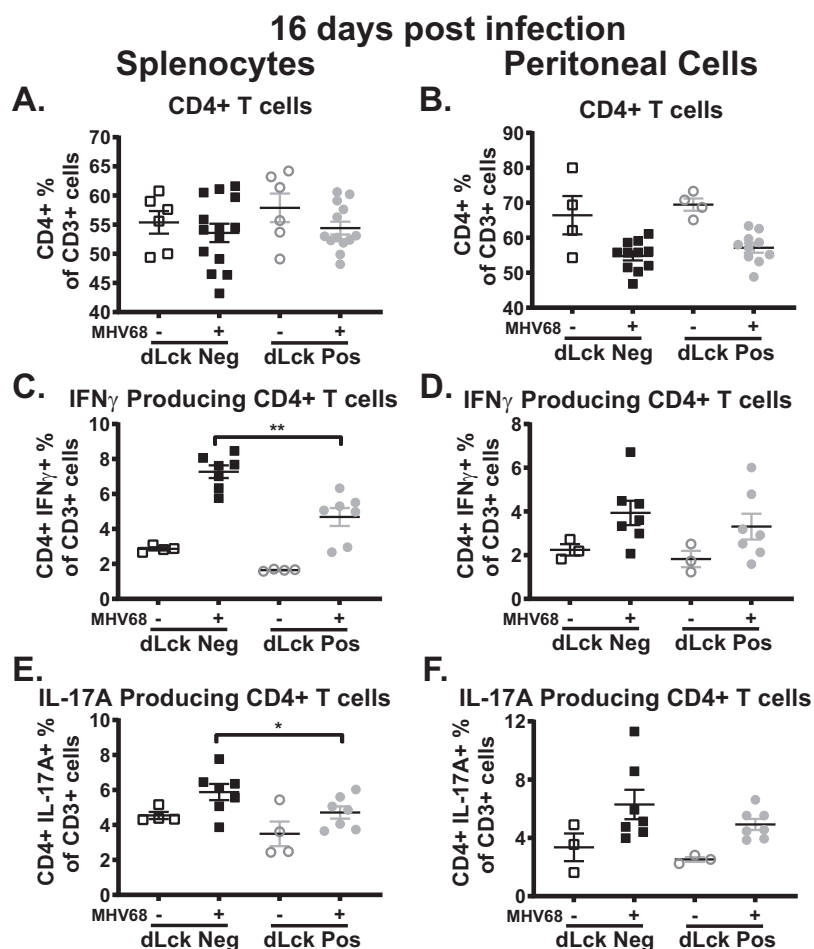 16 days post infection
Splenocytes
Peritoneal Cells
A.
CD4+ T cells
CD4+ %
of CD3+ cells
70
65
60
55
50
45
40
MHV68 - + - +
dLck Neg dLck Pos
B.
CD4+ T cells
CD4+ %
of CD3+ cells
90
80
70
60
50
40
MHV68 - + - +
dLck Neg dLck Pos
C.
IFNγ Producing CD4+ T cells
CD4+ IFNγ+ %
of CD3+ cells
10
8
6
4
2
0
**
MHV68 - + - +
dLck Neg dLck Pos
D.
IFNγ Producing CD4+ T cells
CD4+ IFNγ+ %
of CD3+ cells
8
6
4
2
0
MHV68 - + - +
dLck Neg dLck Pos
E.
IL-17A Producing CD4+ T cells
CD4+ IL-17A+ %
of CD3+ cells
10
8
6
4
2
0
*
MHV68 - + - +
dLck Neg dLck Pos
F.
IL-17A Producing CD4+ T cells
CD4+ IL-17A+ %
of CD3+ cells
12
8
4
0
MHV68 - + - +
dLck Neg dLck Pos